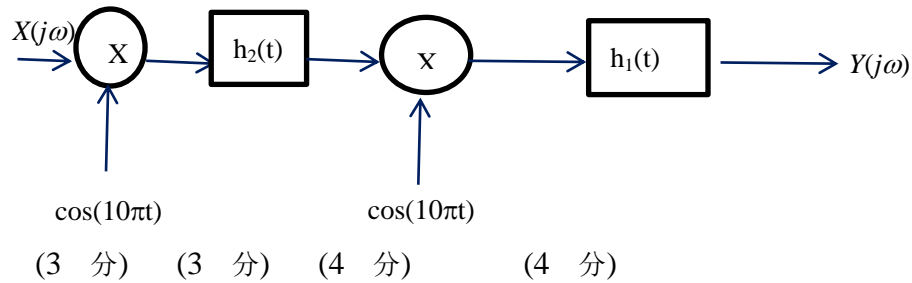 X(jω)
X
h₂(t)
x
h₁(t)
Y(jω)
cos(10πt)
cos(10πt)
(3 分) (3 分) (4 分) (4 分)